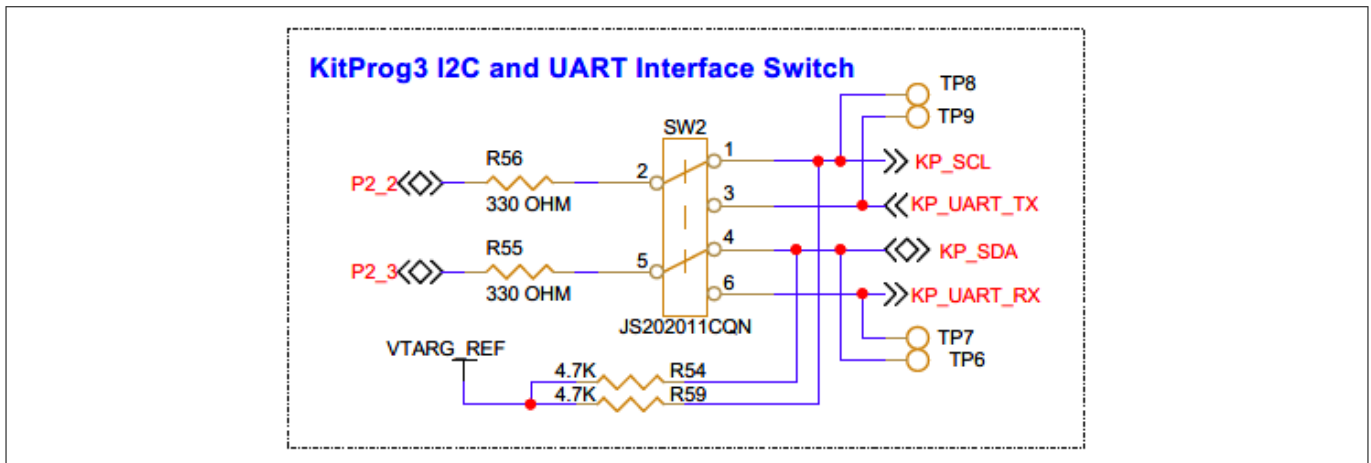 KitProg3 I2C and UART Interface Switch
TP8
TP9
SW2
R56
1
KP_SCL
P2_2
2
330 OHM
3
KP_UART_TX
R55
4
KP_SDA
P2_3
5
330 OHM
6
KP_UART_RX
JS202011CQN
TP7
VTARG_REF
TP6
4.7K
R54
4.7K
R59